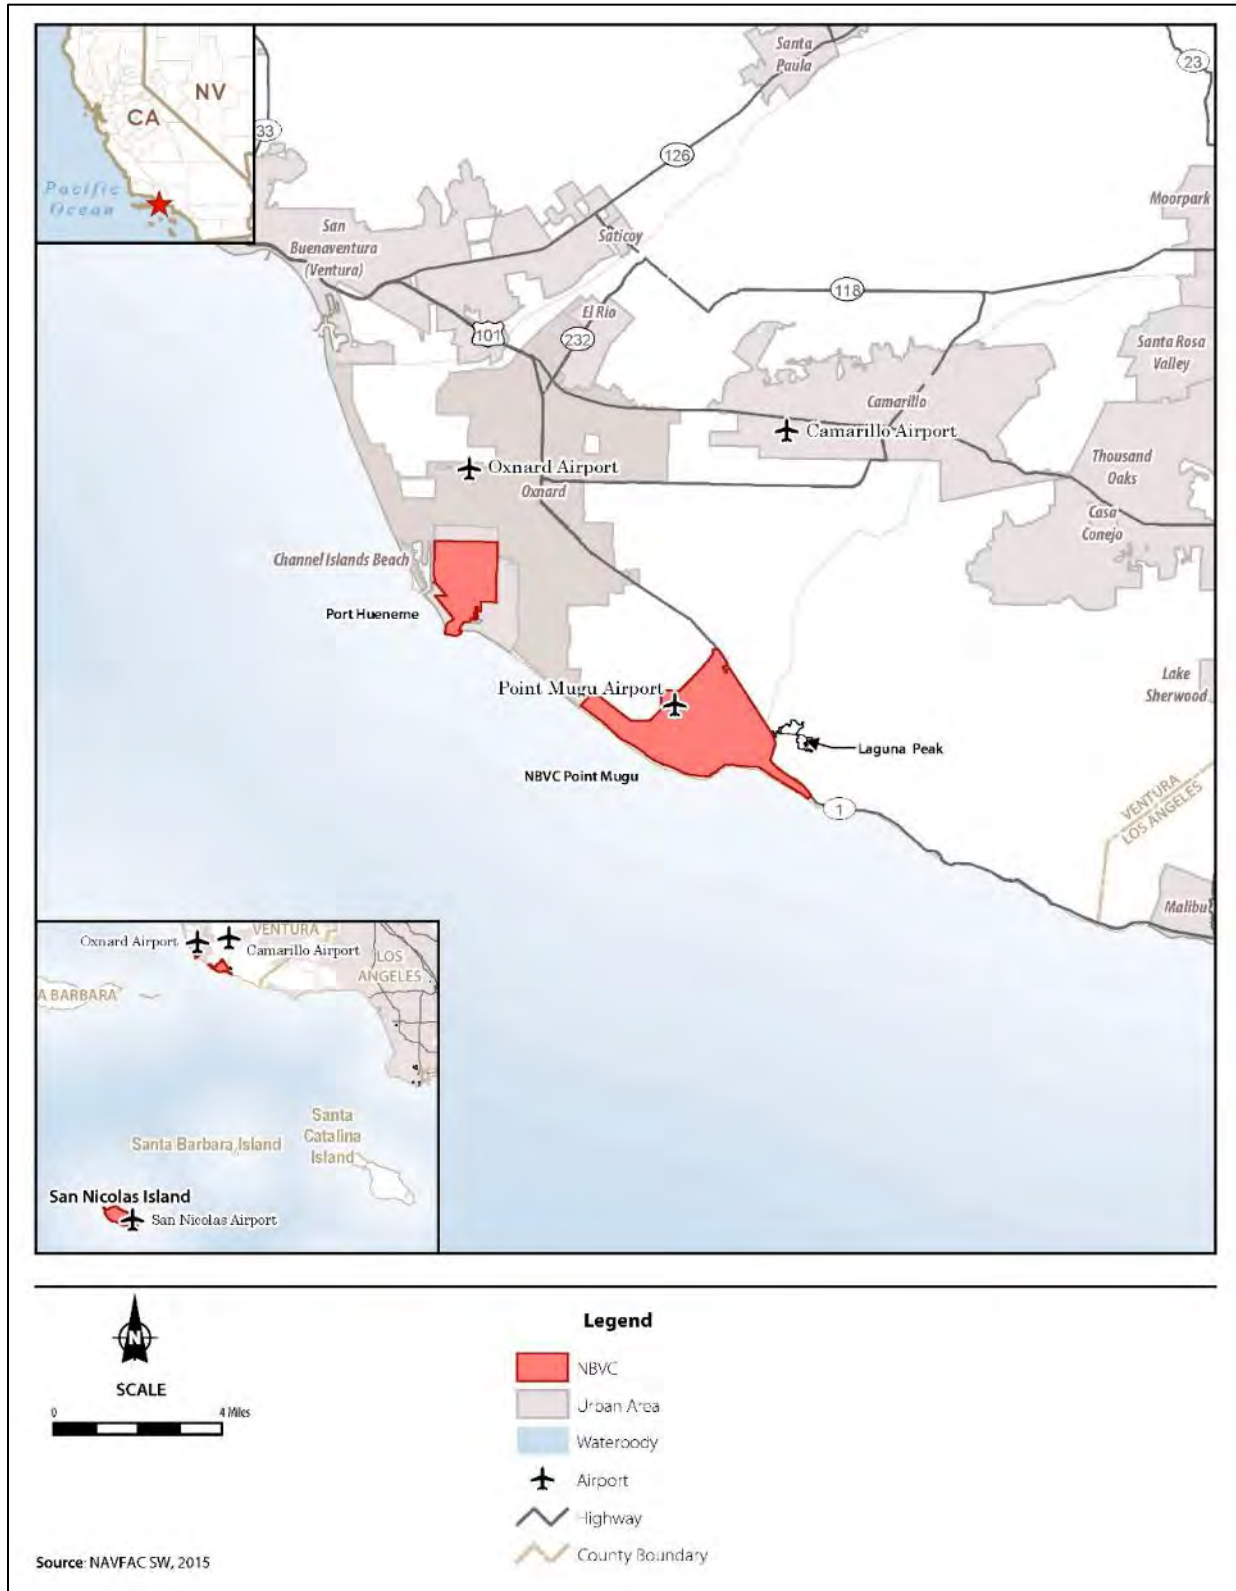 CA
NV
Pacific
Ocean
33
Santa
Paula
23
126
San
Buenaventura
(Ventura)
Saticoy
Moorpark
118
El Rio
101
232
Santa Rosa
Valley
Camarillo
Camarillo Airport
Oxnard Airport
Oxnard
Thousand
Oaks
Casa
Conejo
Channel Islands Beach
Port Hueneme
Point Mugu Airport
Lake
Sherwood
Laguna Peak
NBVC Point Mugu
1
VENTURA
LOS ANGELES
Malibu
Oxnard Airport
VENTURA
Camarillo Airport
LOS
ANGELES
A BARBARA
Santa
Catalina
Island
Santa Barbara Island
San Nicolas Island
San Nicolas Airport
N
SCALE
0 4 Miles
Legend
NBVC
Urban Area
Waterbody
Airport
Highway
County Boundary
Source: NAVFAC SW, 2015